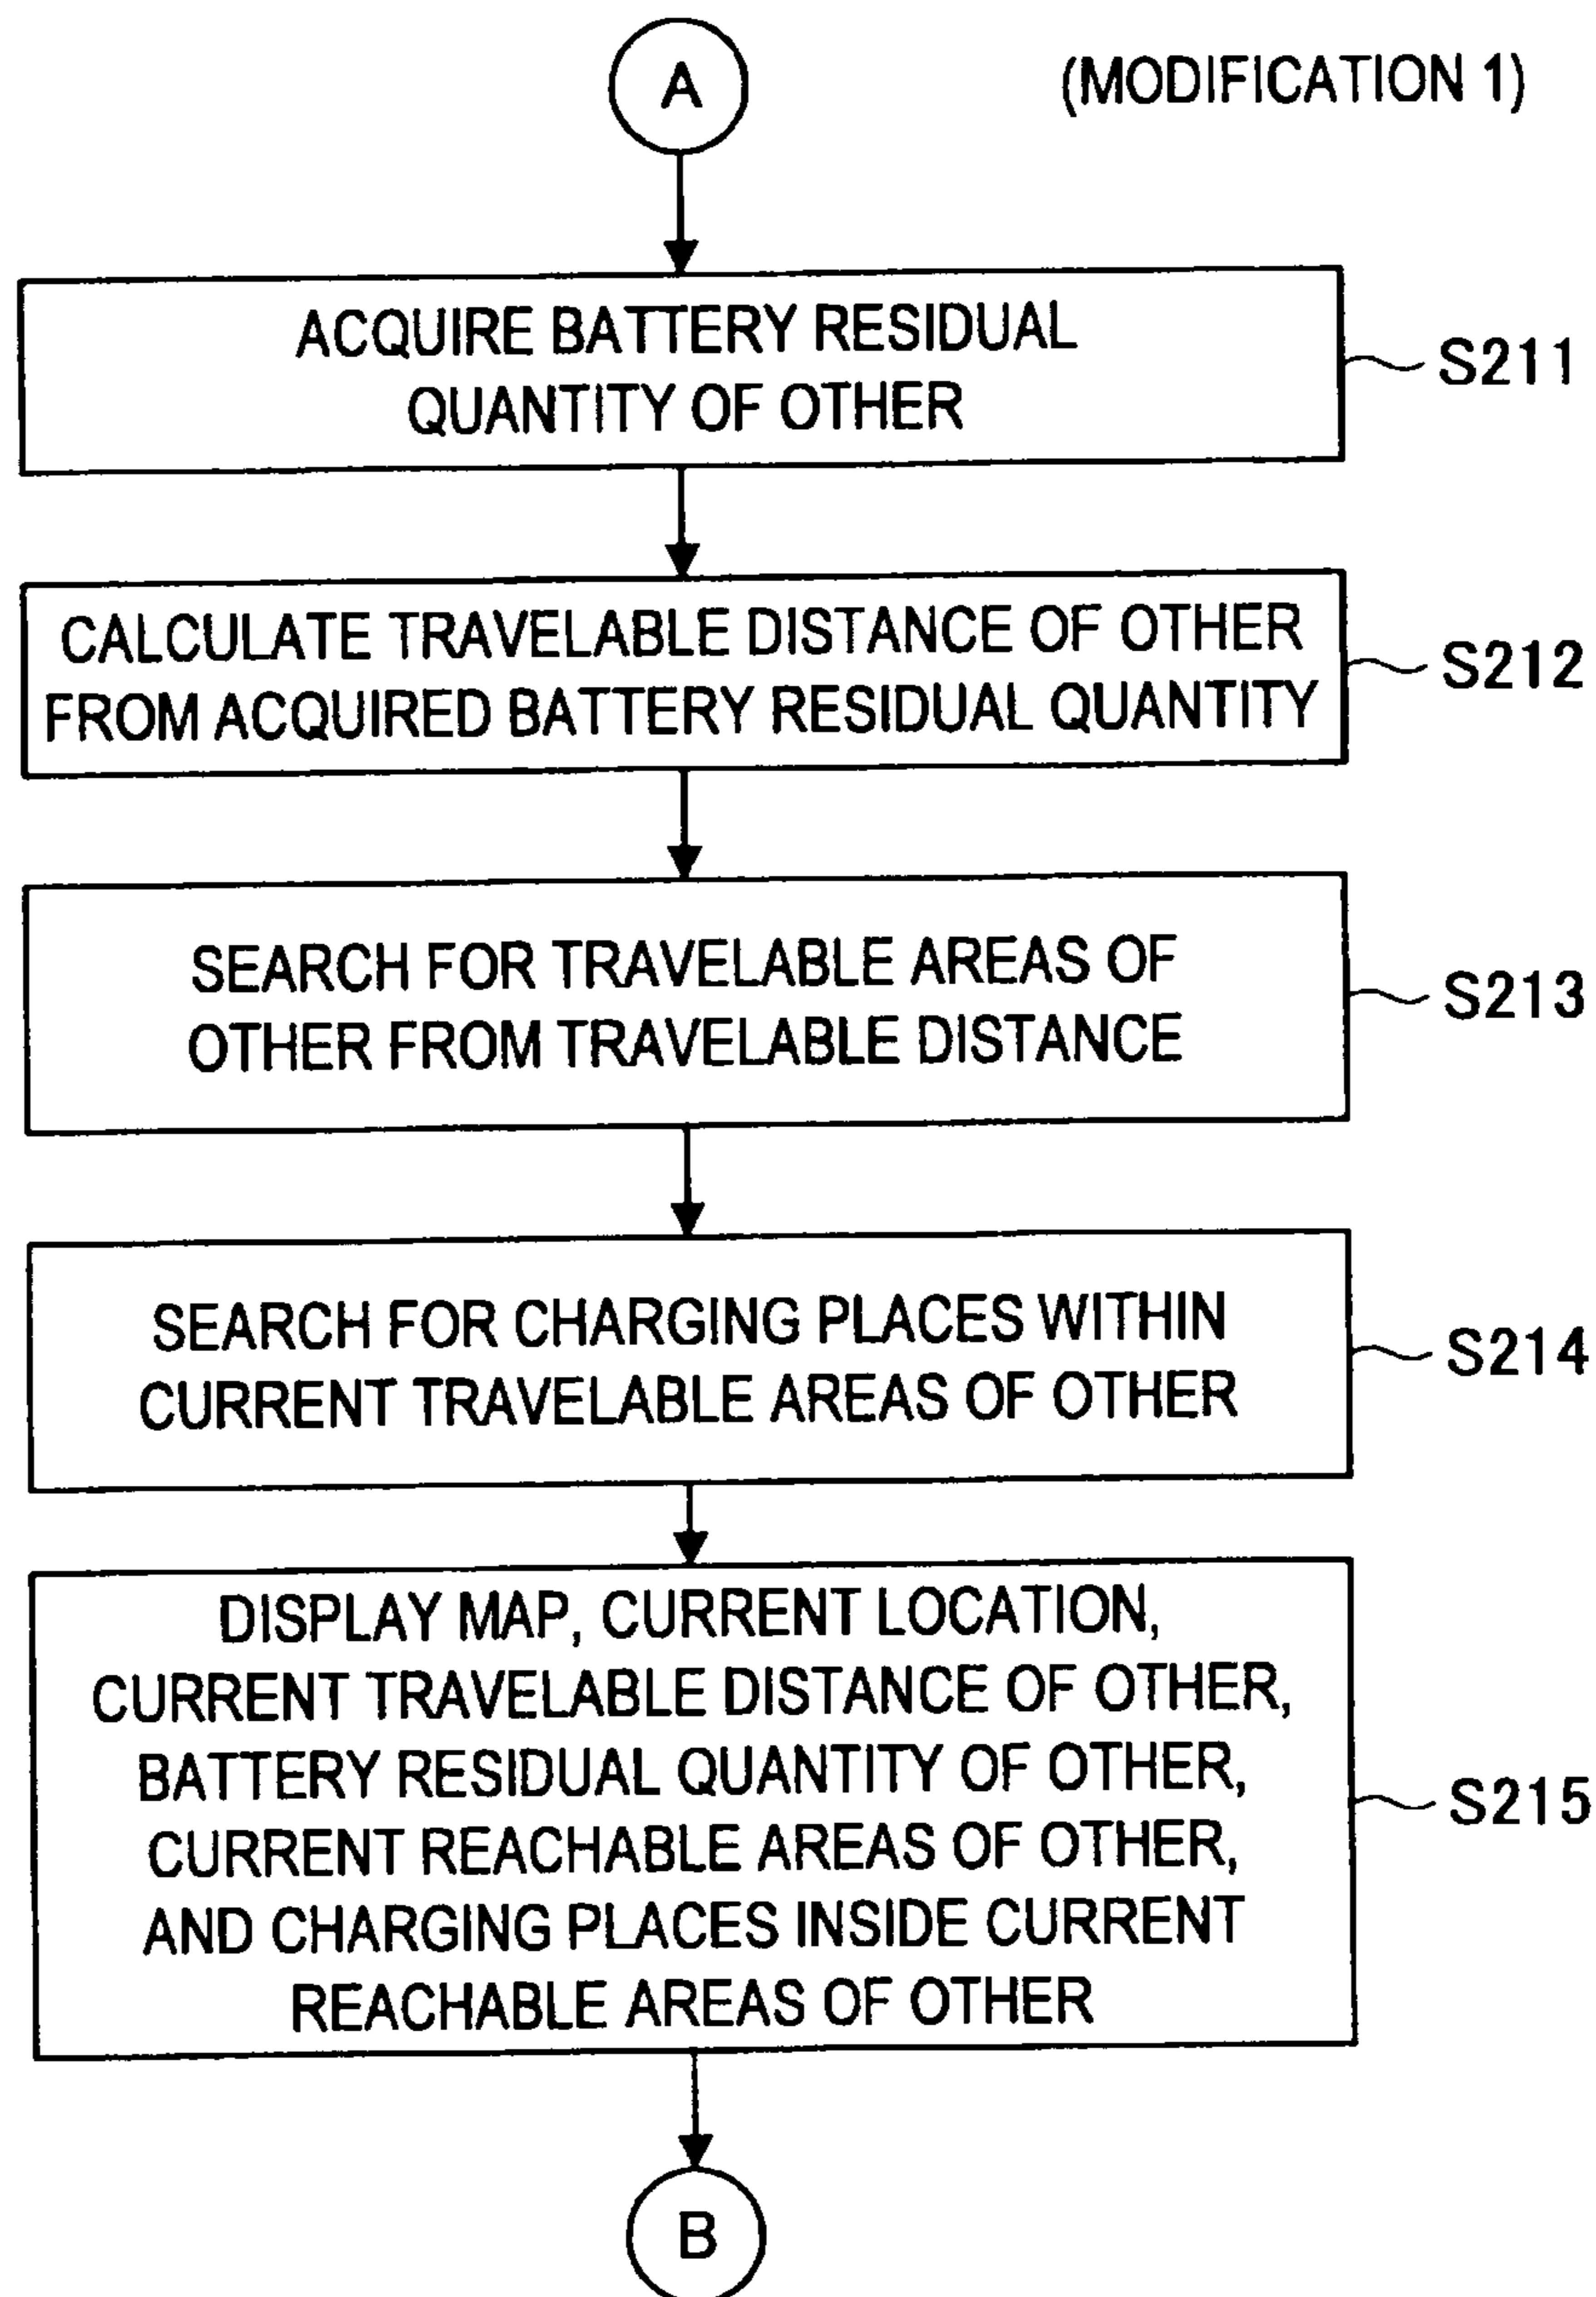 A
(MODIFICATION 1)
ACQUIRE BATTERY RESIDUAL
QUANTITY OF OTHER
S211
CALCULATE TRAVELABLE DISTANCE OF OTHER
FROM ACQUIRED BATTERY RESIDUAL QUANTITY
S212
SEARCH FOR TRAVELABLE AREAS OF
OTHER FROM TRAVELABLE DISTANCE
S213
SEARCH FOR CHARGING PLACES WITHIN
CURRENT TRAVELABLE AREAS OF OTHER
S214
DISPLAY MAP, CURRENT LOCATION,
CURRENT TRAVELABLE DISTANCE OF OTHER,
BATTERY RESIDUAL QUANTITY OF OTHER,
CURRENT REACHABLE AREAS OF OTHER,
AND CHARGING PLACES INSIDE CURRENT
REACHABLE AREAS OF OTHER
S215
B